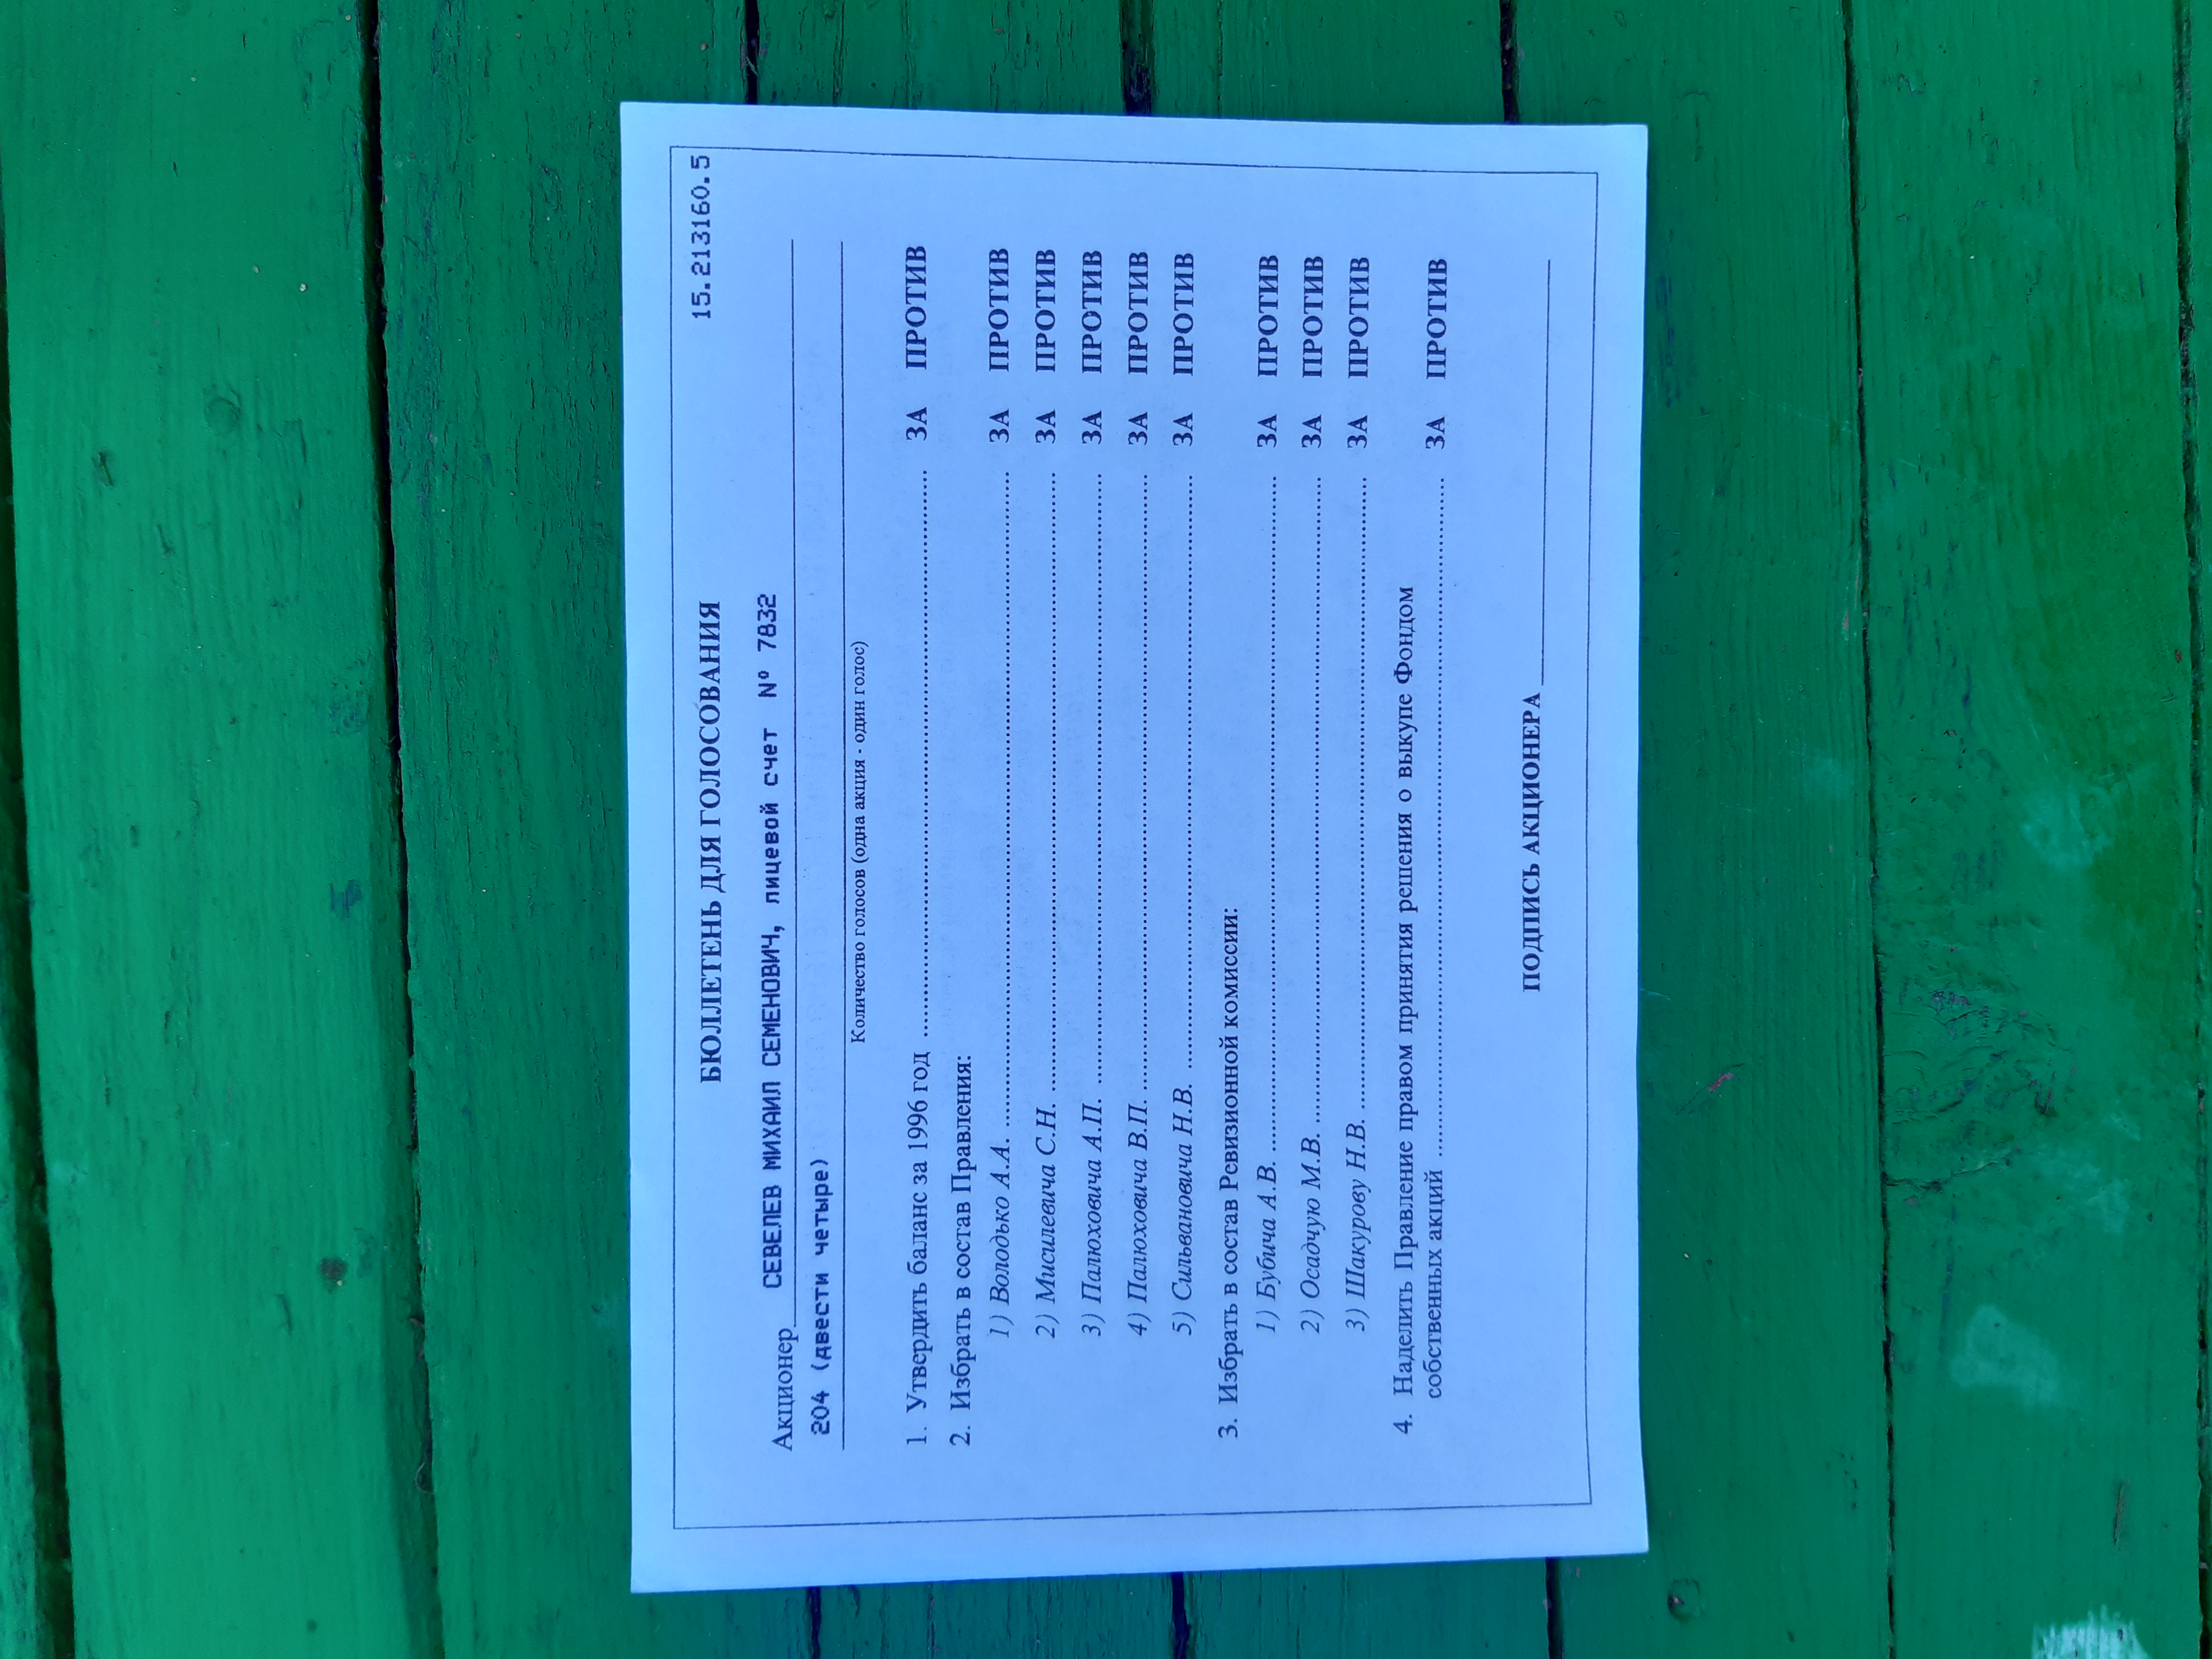 15.213160.5
БЮЛЛЕТЕНЬ ДЛЯ ГОЛОСОВАНИЯ
Акционер СЕВЕЛЕВ МИХАИЛ СЕМЕНОВИЧ, лицевой счет № 7832
204 (двести четыре)
Количество голосов (одна акция - один голос)
1. Утвердить баланс за 1996 год ЗА ПРОТИВ
2. Избрать в состав Правления:
1) Володько А.А. ЗА ПРОТИВ
2) Мисилевича С.Н. ЗА ПРОТИВ
3) Палюховича А.П. ЗА ПРОТИВ
4) Палюховича В.П. ЗА ПРОТИВ
5) Сильвановича Н.В. ЗА ПРОТИВ
3. Избрать в состав Ревизионной комиссии:
1) Бубича А.В. ЗА ПРОТИВ
2) Осадчую М.В. ЗА ПРОТИВ
3) Шакурову Н.В. ЗА ПРОТИВ
4. Наделить Правление правом принятия решения о выкупе Фондом
собственных акций ЗА ПРОТИВ
ПОДПИСЬ АКЦИОНЕРА